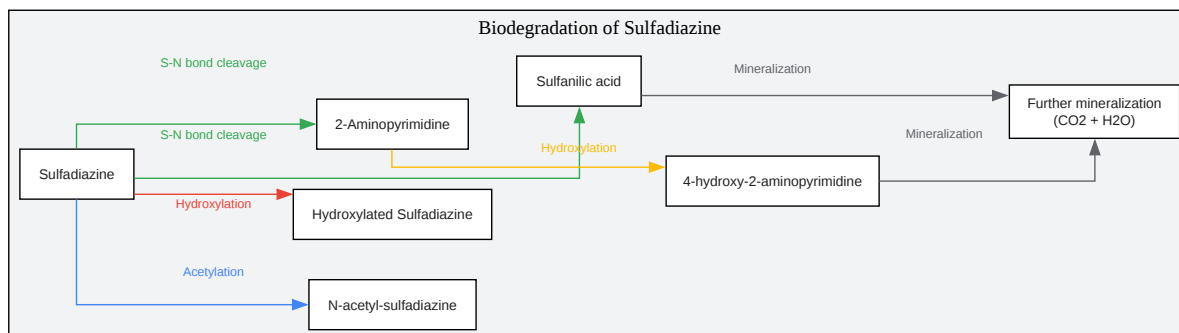 Biodegradation of Sulfadiazine
S-N bond cleavage
Sulfanilic acid
Mineralization
Further mineralization
(CO2 + H2O)
2-Aminopyrimidine
S-N bond cleavage
Hydroxylation
Mineralization
Sulfadiazine
4-hydroxy-2-aminopyrimidine
Hydroxylation
Hydroxylated Sulfadiazine
Acetylation
N-acetyl-sulfadiazine